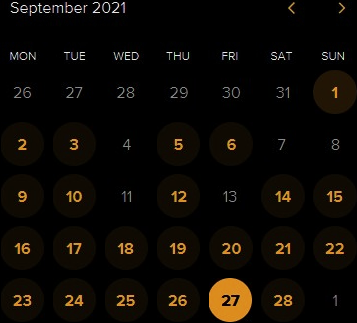 September 2021
MON TUE WED THU FRI SAT SUN
26 27 28 29 30 31 1
2 3 4 5 6 7 8
9 10 11 12 13 14 15
16 17 18 19 20 21 22
23 24 25 26 27 28 1